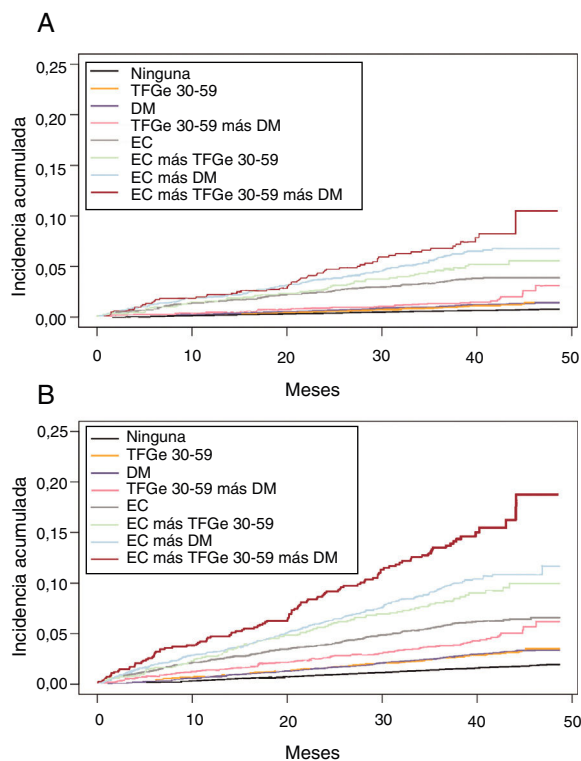 A
0,25
0,20
0,15
0,10
0,05
0,00
Incidencia acumulada
Ninguna
TFGe 30-59
DM
TFGe 30-59 más DM
EC
EC más TFGe 30-59
EC más DM
EC más TFGe 30-59 más DM
0 10 20 30 40 50
Meses
B
0,25
0,20
0,15
0,10
0,05
0,00
Incidencia acumulada
Ninguna
TFGe 30-59
DM
TFGe 30-59 más DM
EC
EC más TFGe 30-59
EC más DM
EC más TFGe 30-59 más DM
0 10 20 30 40 50
Meses